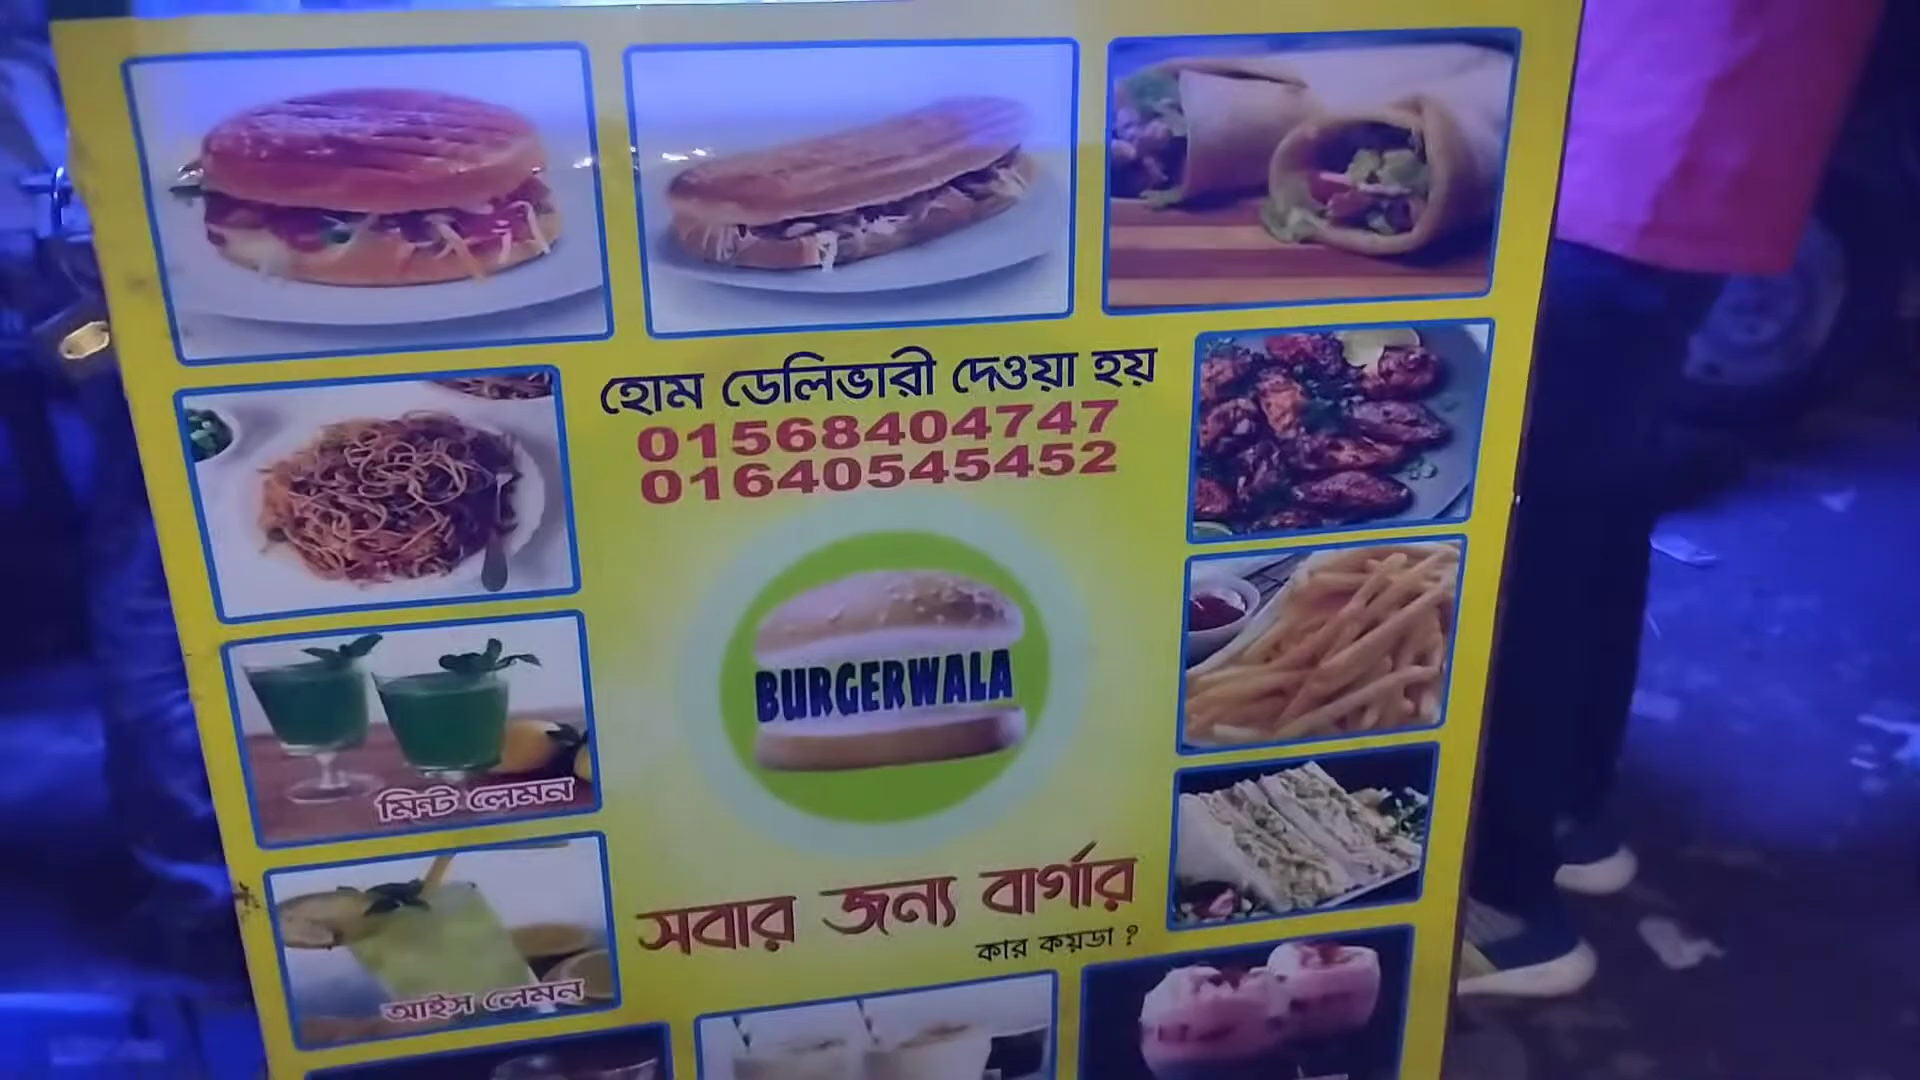 হোম ডেলিভারী দেওয়া হয়
01568404747
01640545452
BURGERWALA
মিন্ট লেমন
সবার জন্য বার্গার
কার কয়ডা ?
আইস লেমন